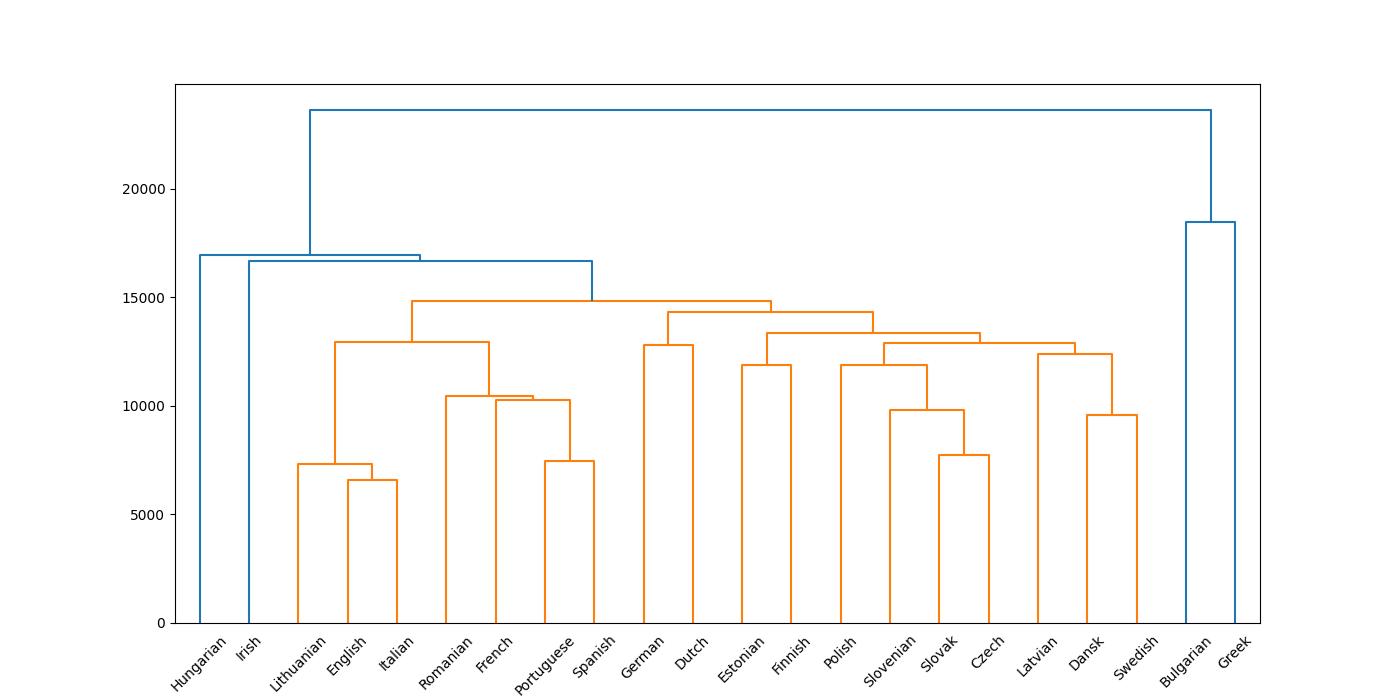 20000
15000
10000
5000
0
Hungarian
Irish
Lithuanian
English
Italian
Romanian
French
Portuguese
Spanish
German
Dutch
Estonian
Finnish
Polish
Slovenian
Slovak
Czech
Latvian
Dansk
Swedish
Bulgarian
Greek